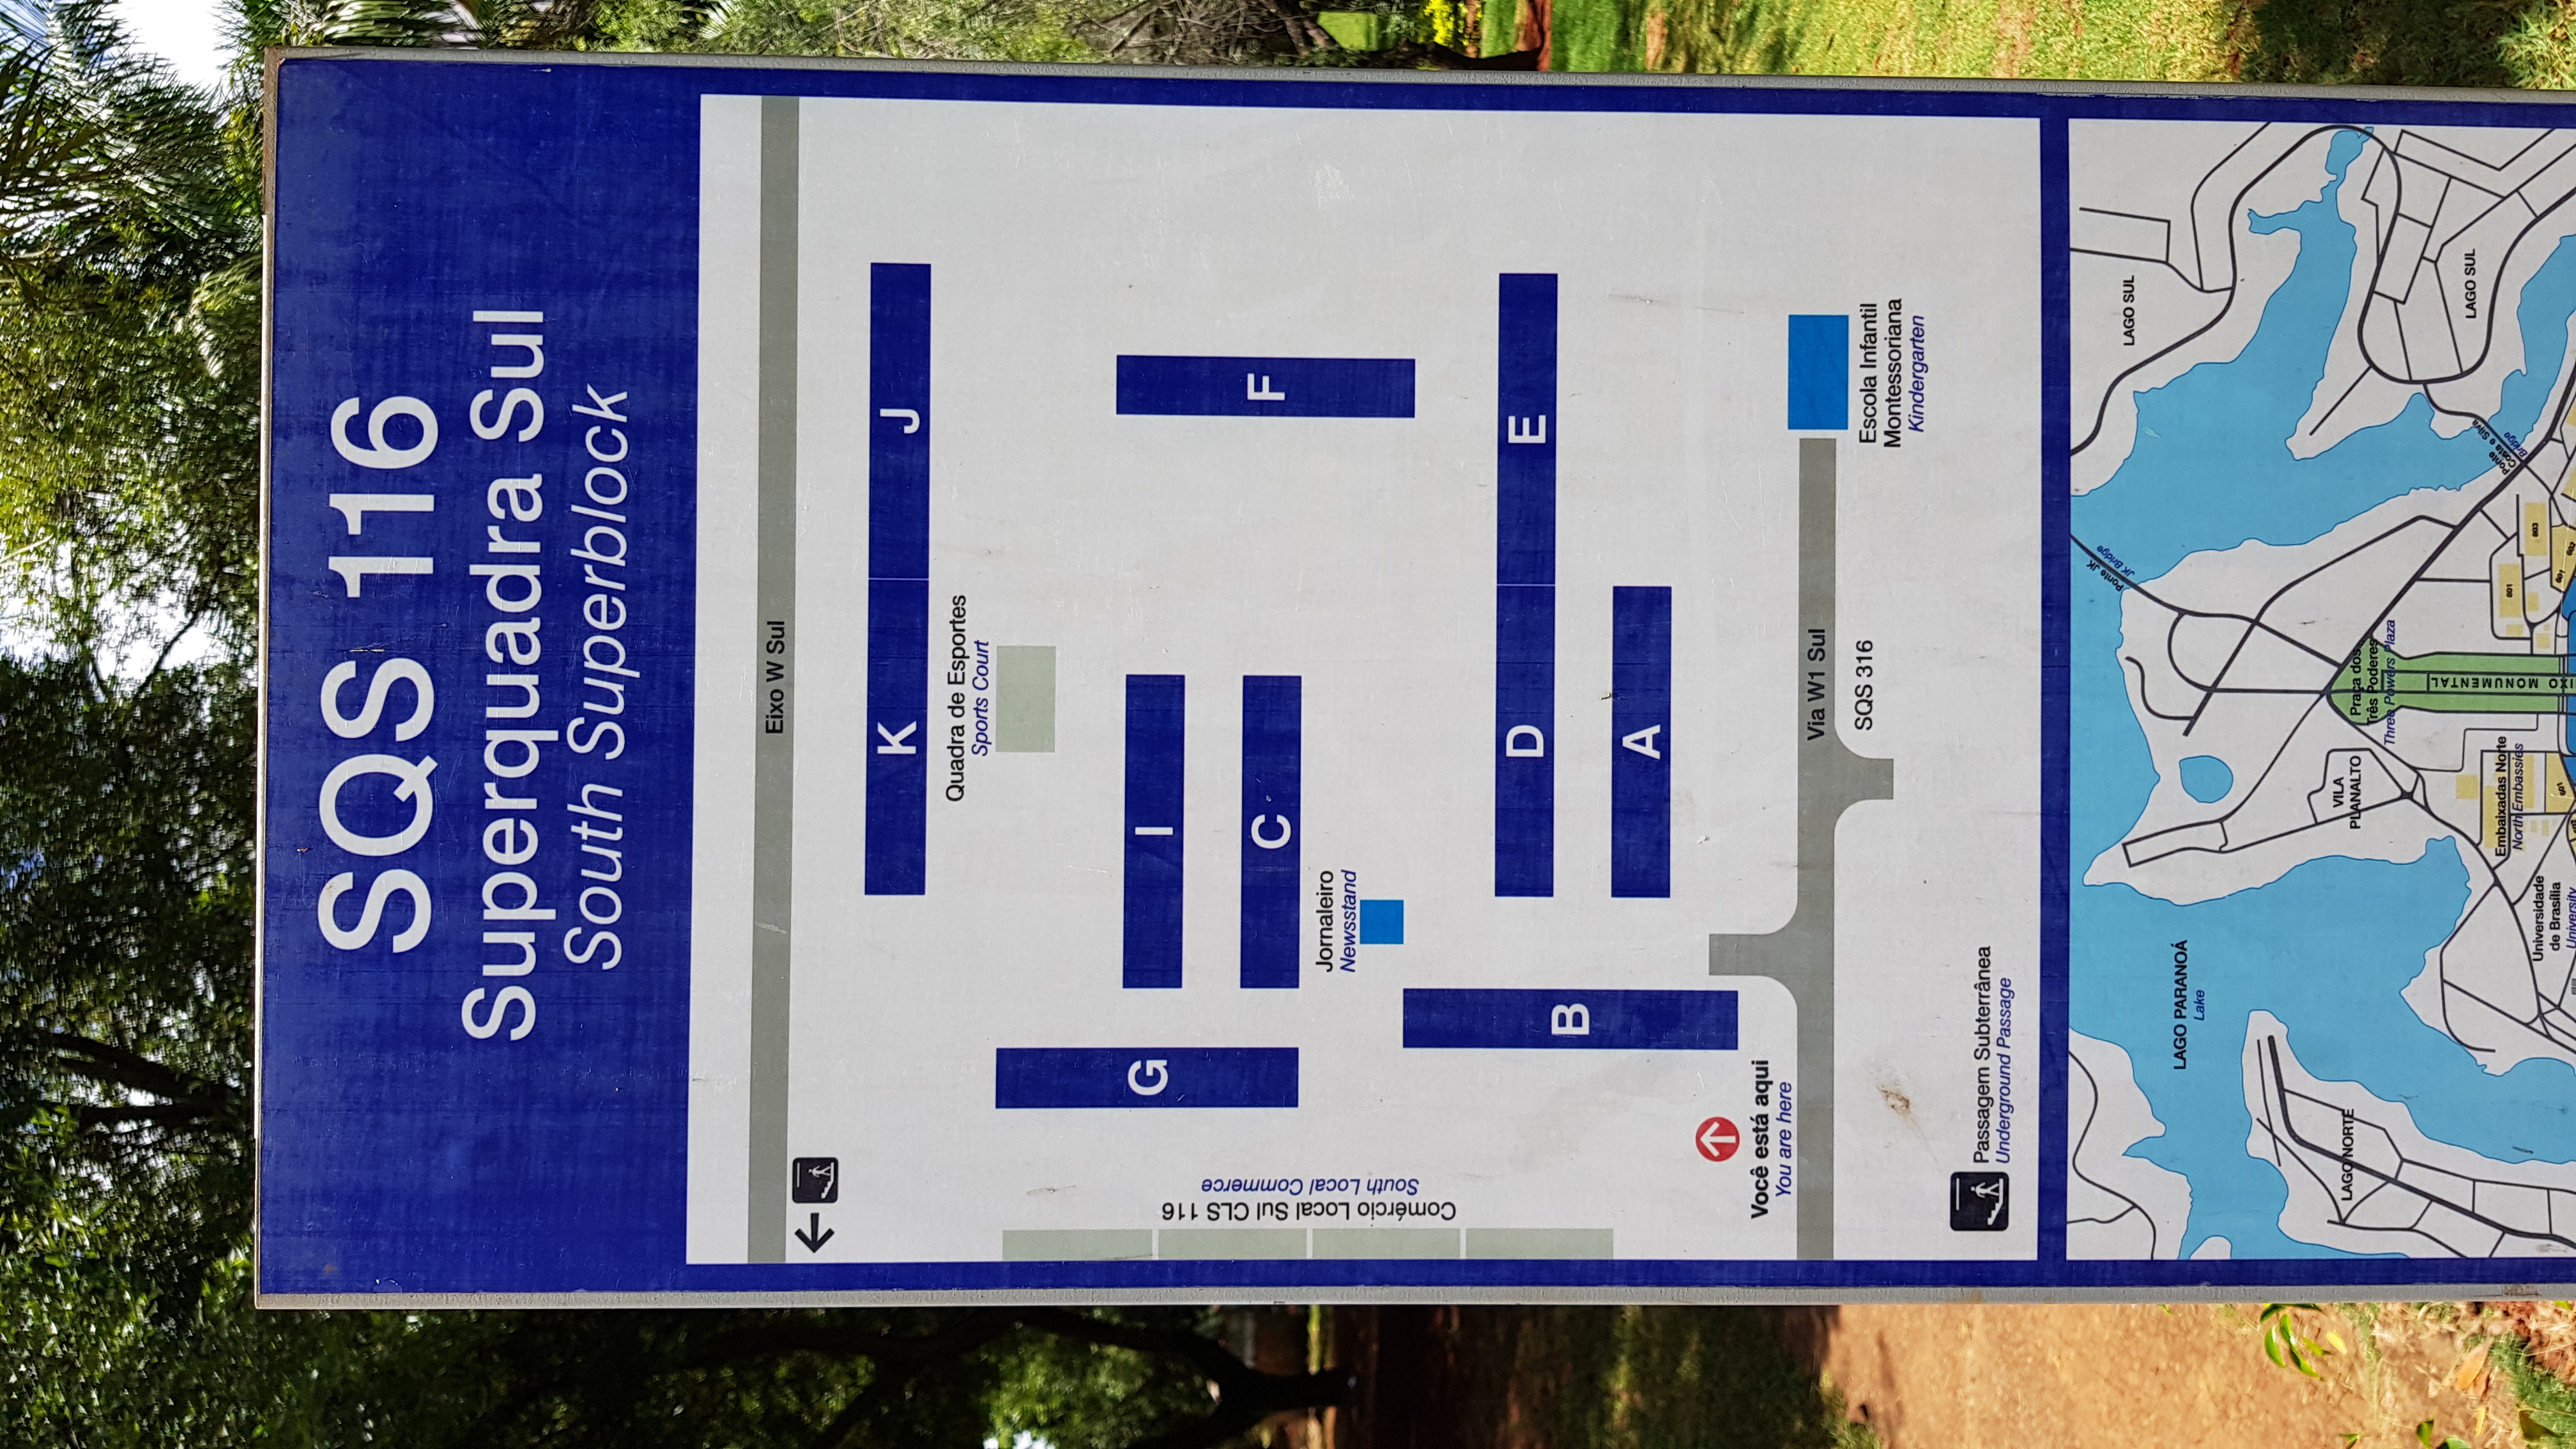 SQS 116
Superquadra Sul
South Superblock
Eixo W Sul
K
J
Quadra de Esportes
Sports Court
G
I
C
F
Comércio Local Sul CLS 116
South Local Commerce
Jornaleiro
Newsstand
B
D
E
A
Você está aqui
You are here
Via W1 Sul
SQS 316
Escola Infantil
Montessoriana
Kindergarten
Passagem Subterrânea
Underground Passage
Ponte JK
JK Bridge
LAGO SUL
LAGO PARANOÁ
Lake
LAGO NORTE
VILA
PLANALTO
Praça dos
Três Poderes
Three Powers Plaza
EIXO MONUMENTAL
LAGO SUL
Ponte
Costa e Silva
Bridge
Embaixadas Norte
North Embassies
801
803
Universidade
de Brasília
University
602
601
601
602